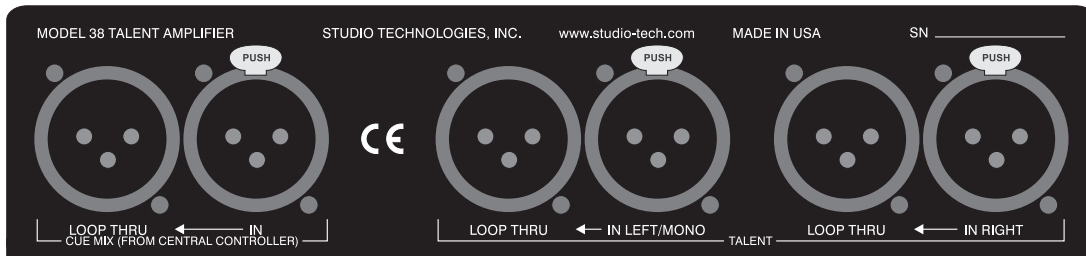 MODEL 38 TALENT AMPLIFIER STUDIO TECHNOLOGIES, INC. www.studio-tech.com MADE IN USA SN
PUSH PUSH PUSH
CE
LOOP THRU IN LOOP THRU IN LEFT/MONO LOOP THRU IN RIGHT
CUE MIX (FROM CENTRAL CONTROLLER) TALENT